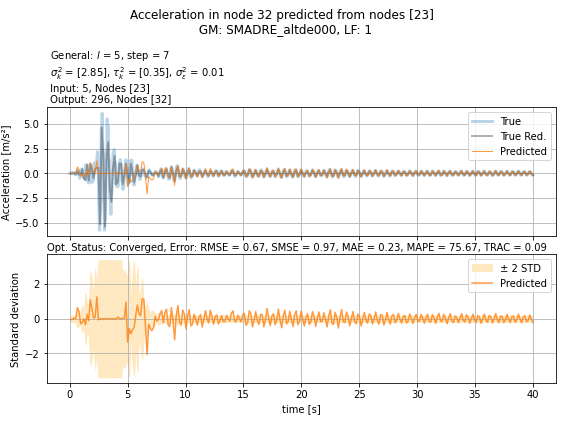 Acceleration in node 32 predicted from nodes [23]
GM: SMADRE_altde000, LF: 1
General: l = 5, step = 7
σ²ₖ = [2.85], τ²ₖ = [0.35], σ²ε = 0.01
Input: 5, Nodes [23]
Output: 296, Nodes [32]
Acceleration [m/s²]
5.0
2.5
0.0
−2.5
−5.0
True
True Red.
Predicted
Opt. Status: Converged, Error: RMSE = 0.67, SMSE = 0.97, MAE = 0.23, MAPE = 75.67, TRAC = 0.09
Standard deviation
2
0
−2
± 2 STD
Predicted
0 5 10 15 20 25 30 35 40
time [s]